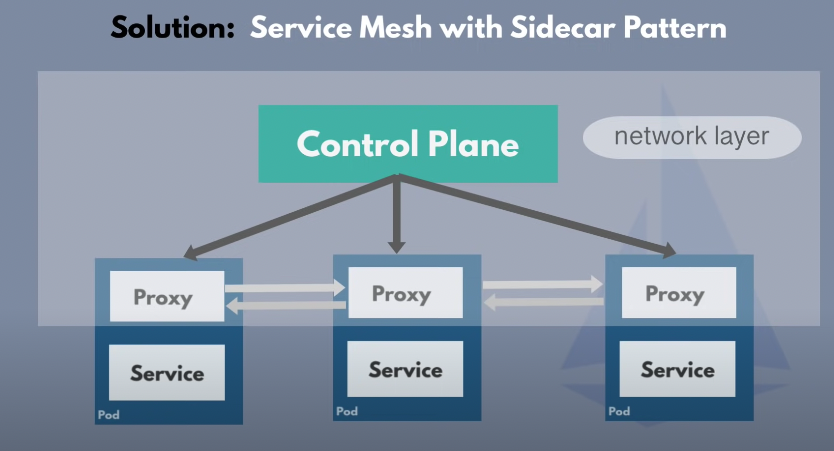 Solution: Service Mesh with Sidecar Pattern
Control Plane
network layer
Proxy
Proxy
Proxy
Service
Service
Service
Pod
Pod
Pod